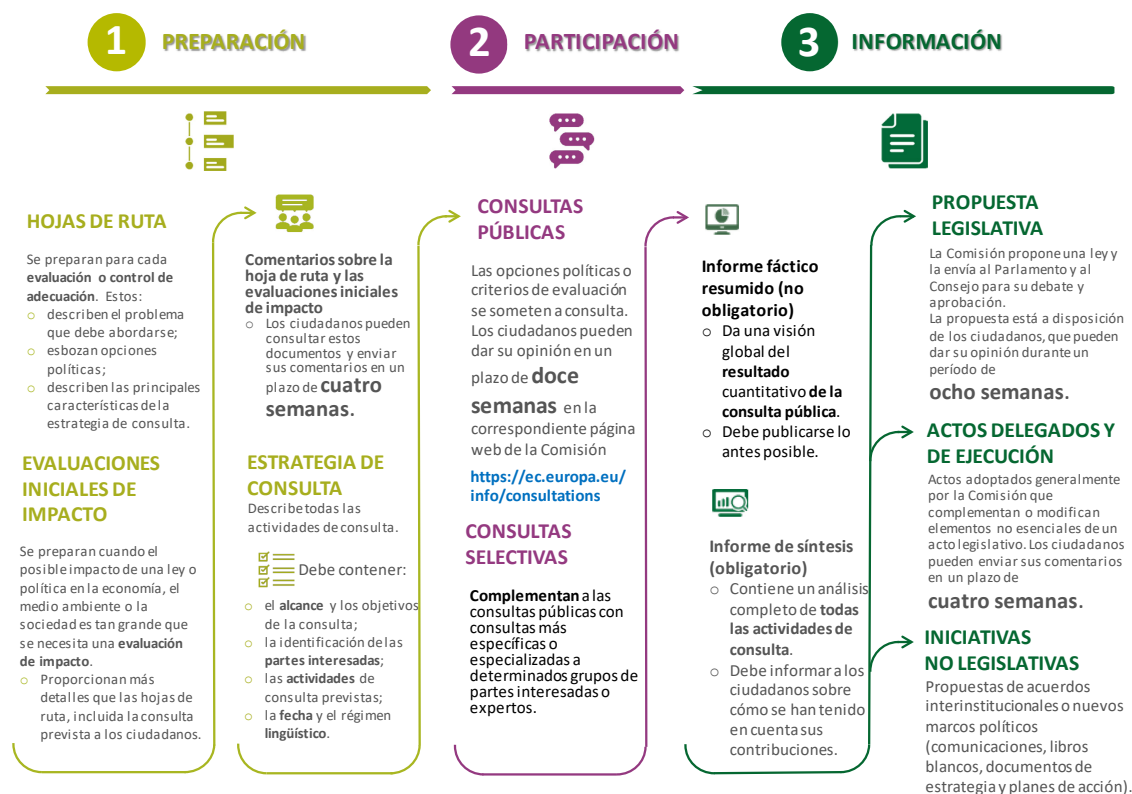 1 PREPARACIÓN
2 PARTICIPACIÓN
3 INFORMACIÓN
HOJAS DE RUTA
Se preparan para cada
evaluación o control de
adecuación. Estos:
o describen el problema
que debe abordarse;
o esbozan opciones
políticas;
o describen las principales
características de la
estrategia de consulta.
EVALUACIONES
INICIALES DE
IMPACTO
Se preparan cuando el
posible impacto de una ley o
política en la economía, el
medio ambiente o la
sociedad es tan grande que
se necesita una evaluación
de impacto.
o Proporcionan más
detalles que las hojas de
ruta, incluida la consulta
prevista a los ciudadanos.
Comentarios sobre la
hoja de ruta y las
evaluaciones iniciales
de impacto
o Los ciudadanos pueden
consultar estos
documentos y enviar
sus comentarios en un
plazo de cuatro
semanas.
ESTRATEGIA DE
CONSULTA
Describe todas las
actividades de consulta.
Debe contener:
o el alcance y los objetivos
de la consulta;
o la identificación de las
partes interesadas;
o las actividades de
consulta previstas;
o la fecha y el régimen
lingüístico.
CONSULTAS
PÚBLICAS
Las opciones políticas o
criterios de evaluación
se someten a consulta.
Los ciudadanos pueden
dar su opinión en un
plazo de doce
semanas en la
correspondiente página
web de la Comisión
https://ec.europa.eu/
info/consultations
CONSULTAS
SELECTIVAS
Complementan a las
consultas públicas con
consultas más
específicas o
especializadas a
determinados grupos de
partes interesadas o
expertos.
Informe fáctico
resumido (no
obligatorio)
o Da una visión
global del
resultado
cuantitativo de la
consulta pública.
o Debe publicarse lo
antes posible.
Informe de síntesis
(obligatorio)
o Contiene un análisis
completo de todas
las actividades de
consulta.
o Debe informar a los
ciudadanos sobre
cómo se han tenido
en cuenta sus
contribuciones.
PROPUESTA
LEGISLATIVA
La Comisión propone una ley y
la envía al Parlamento y al
Consejo para su debate y
aprobación.
La propuesta está a disposición
de los ciudadanos, que pueden
dar su opinión durante un
período de
ocho semanas.
ACTOS DELEGADOS Y
DE EJECUCIÓN
Actos adoptados generalmente
por la Comisión que
complementan o modifican
elementos no esenciales de un
acto legislativo. Los ciudadanos
pueden enviar sus comentarios
en un plazo de
cuatro semanas.
INICIATIVAS
NO LEGISLATIVAS
Propuestas de acuerdos
interinstitucionales o nuevos
marcos políticos
(comunicaciones, libros
blancos, documentos de
estrategia y planes de acción).